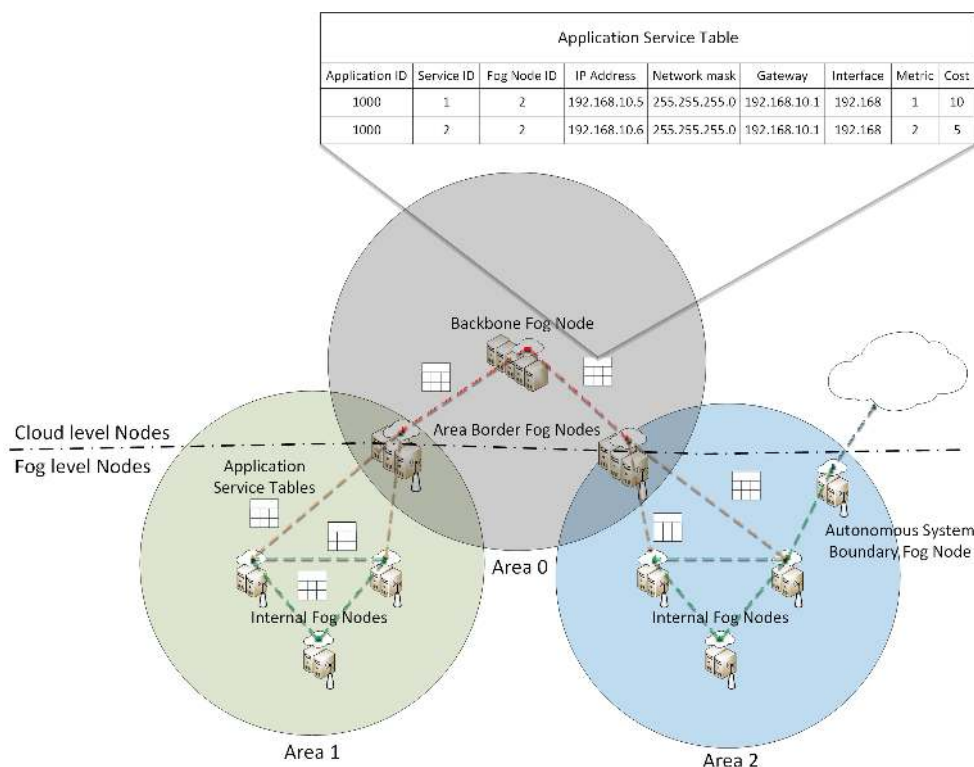 Application Service Table
Application ID Service ID Fog Node ID IP Address Network mask Gateway Interface Metric Cost
1000 1 2 192.168.10.5 255.255.255.0 192.168.10.1 192.168 1 10
1000 2 2 192.168.10.6 255.255.255.0 192.168.10.1 192.168 2 5
Backbone Fog Node
Cloud level Nodes
Area Border Fog Nodes
Fog level Nodes
Application
Service Tables
Autonomous System
Boundary Fog Node
Area 0
Internal Fog Nodes
Internal Fog Nodes
Area 1
Area 2